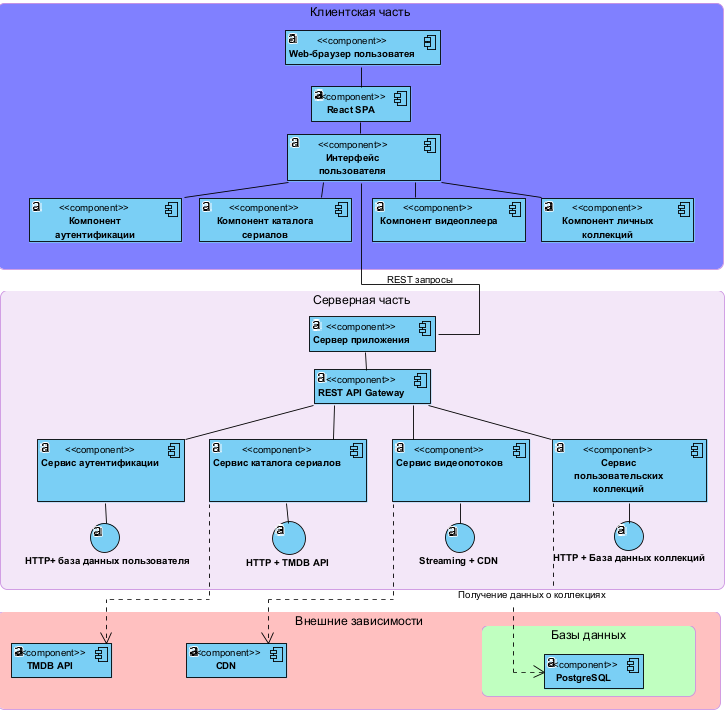 Клиентская часть
a
<<component>>
Web-браузер пользоватея
a
<<component>>
React SPA
a
<<component>>
Интерфейс
пользователя
a
<<component>>
Компонент
аутентификации
a
<<component>>
Компонент каталога
сериалов
a
<<component>>
Компонент видеоплеера
a
<<component>>
Компонент личных
коллекций
REST запросы
Серверная часть
a
<<component>>
Сервер приложения
a
<<component>>
REST API Gateway
a
<<component>>
Сервис аутентификации
a
<<component>>
Сервис каталога сериалов
a
<<component>>
Сервис видеопотоков
a
<<component>>
Сервис
пользовательских
коллекций
a
HTTP+ база данных пользователя
a
HTTP + TMDB API
a
Streaming + CDN
a
HTTP + База данных коллекций
Получение данных о коллекциях
Внешние зависимости
a
<<component>>
TMDB API
a
<<component>>
CDN
Базы данных
a
<<component>>
PostgreSQL